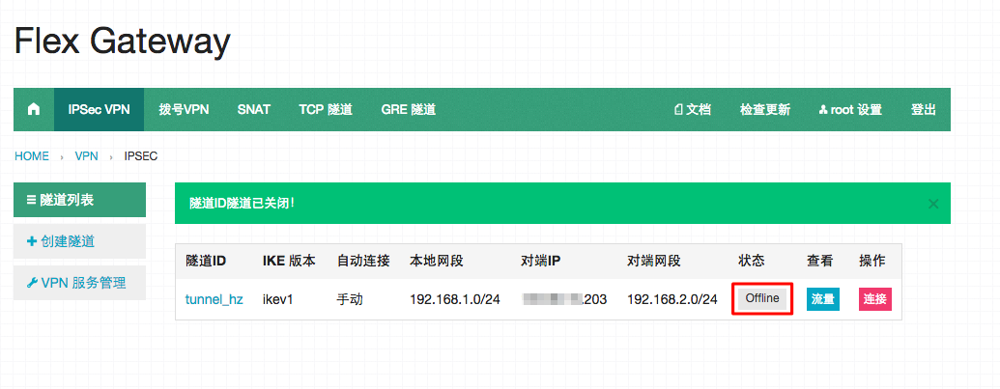 Flex Gateway
IPSec VPN 拨号VPN SNAT TCP 隧道 GRE 隧道 文档 检查更新 root 设置 登出
HOME › VPN › IPSEC
隧道列表
隧道ID隧道已关闭!
×
创建隧道
VPN 服务管理
隧道ID IKE 版本 自动连接 本地网段 对端IP 对端网段 状态 查看 操作
tunnel_hz ikev1 手动 192.168.1.0/24 .203 192.168.2.0/24 Offline 流量 连接